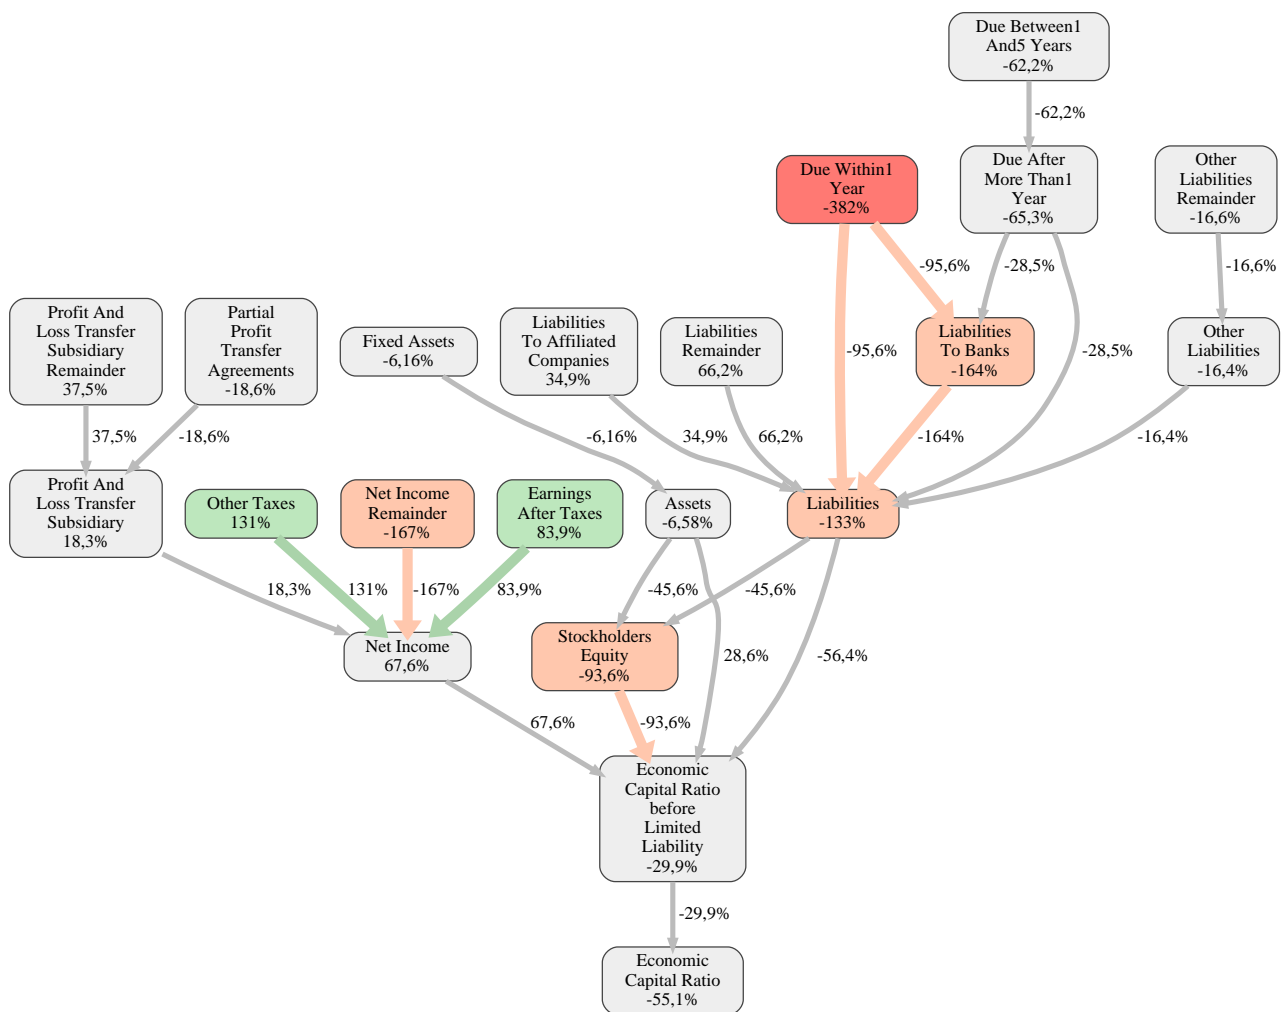 Due Between1
And5 Years
-62,2%
-62,2%
Due Within1
Year
-382%
Due After
More Than1
Year
-65,3%
Other
Liabilities
Remainder
-16,6%
-95,6%
-28,5%
-16,6%
Profit And
Loss Transfer
Subsidiary
Remainder
37,5%
Partial
Profit
Transfer
Agreements
-18,6%
Fixed Assets
-6,16%
Liabilities
To Affiliated
Companies
34,9%
Liabilities
Remainder
66,2%
-95,6%
Liabilities
To Banks
-164%
-28,5%
Other
Liabilities
-16,4%
37,5%
-18,6%
-6,16%
34,9%
66,2%
-164%
-16,4%
Profit And
Loss Transfer
Subsidiary
18,3%
Other Taxes
131%
Net Income
Remainder
-167%
Earnings
After Taxes
83,9%
Assets
-6,58%
Liabilities
-133%
18,3%
131%
-167%
83,9%
-45,6%
-45,6%
Net Income
67,6%
Stockholders
Equity
-93,6%
28,6%
-56,4%
67,6%
-93,6%
Economic
Capital Ratio
before
Limited
Liability
-29,9%
-29,9%
Economic
Capital Ratio
-55,1%